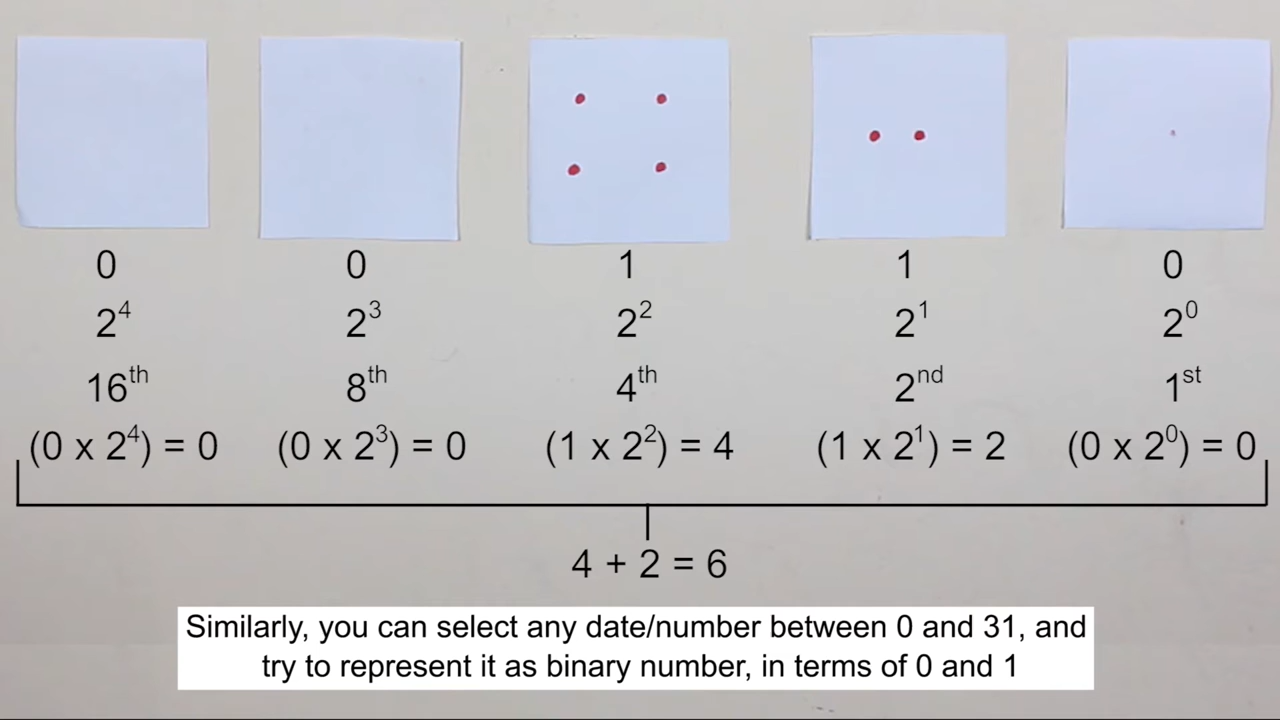 0 0 1 1 0
2⁴ 2³ 2² 2¹ 2⁰
16th 8th 4th 2nd 1st
(0 x 2⁴) = 0 (0 x 2³) = 0 (1 x 2²) = 4 (1 x 2¹) = 2 (0 x 2⁰) = 0
4 + 2 = 6
Similarly, you can select any date/number between 0 and 31, and
try to represent it as binary number, in terms of 0 and 1